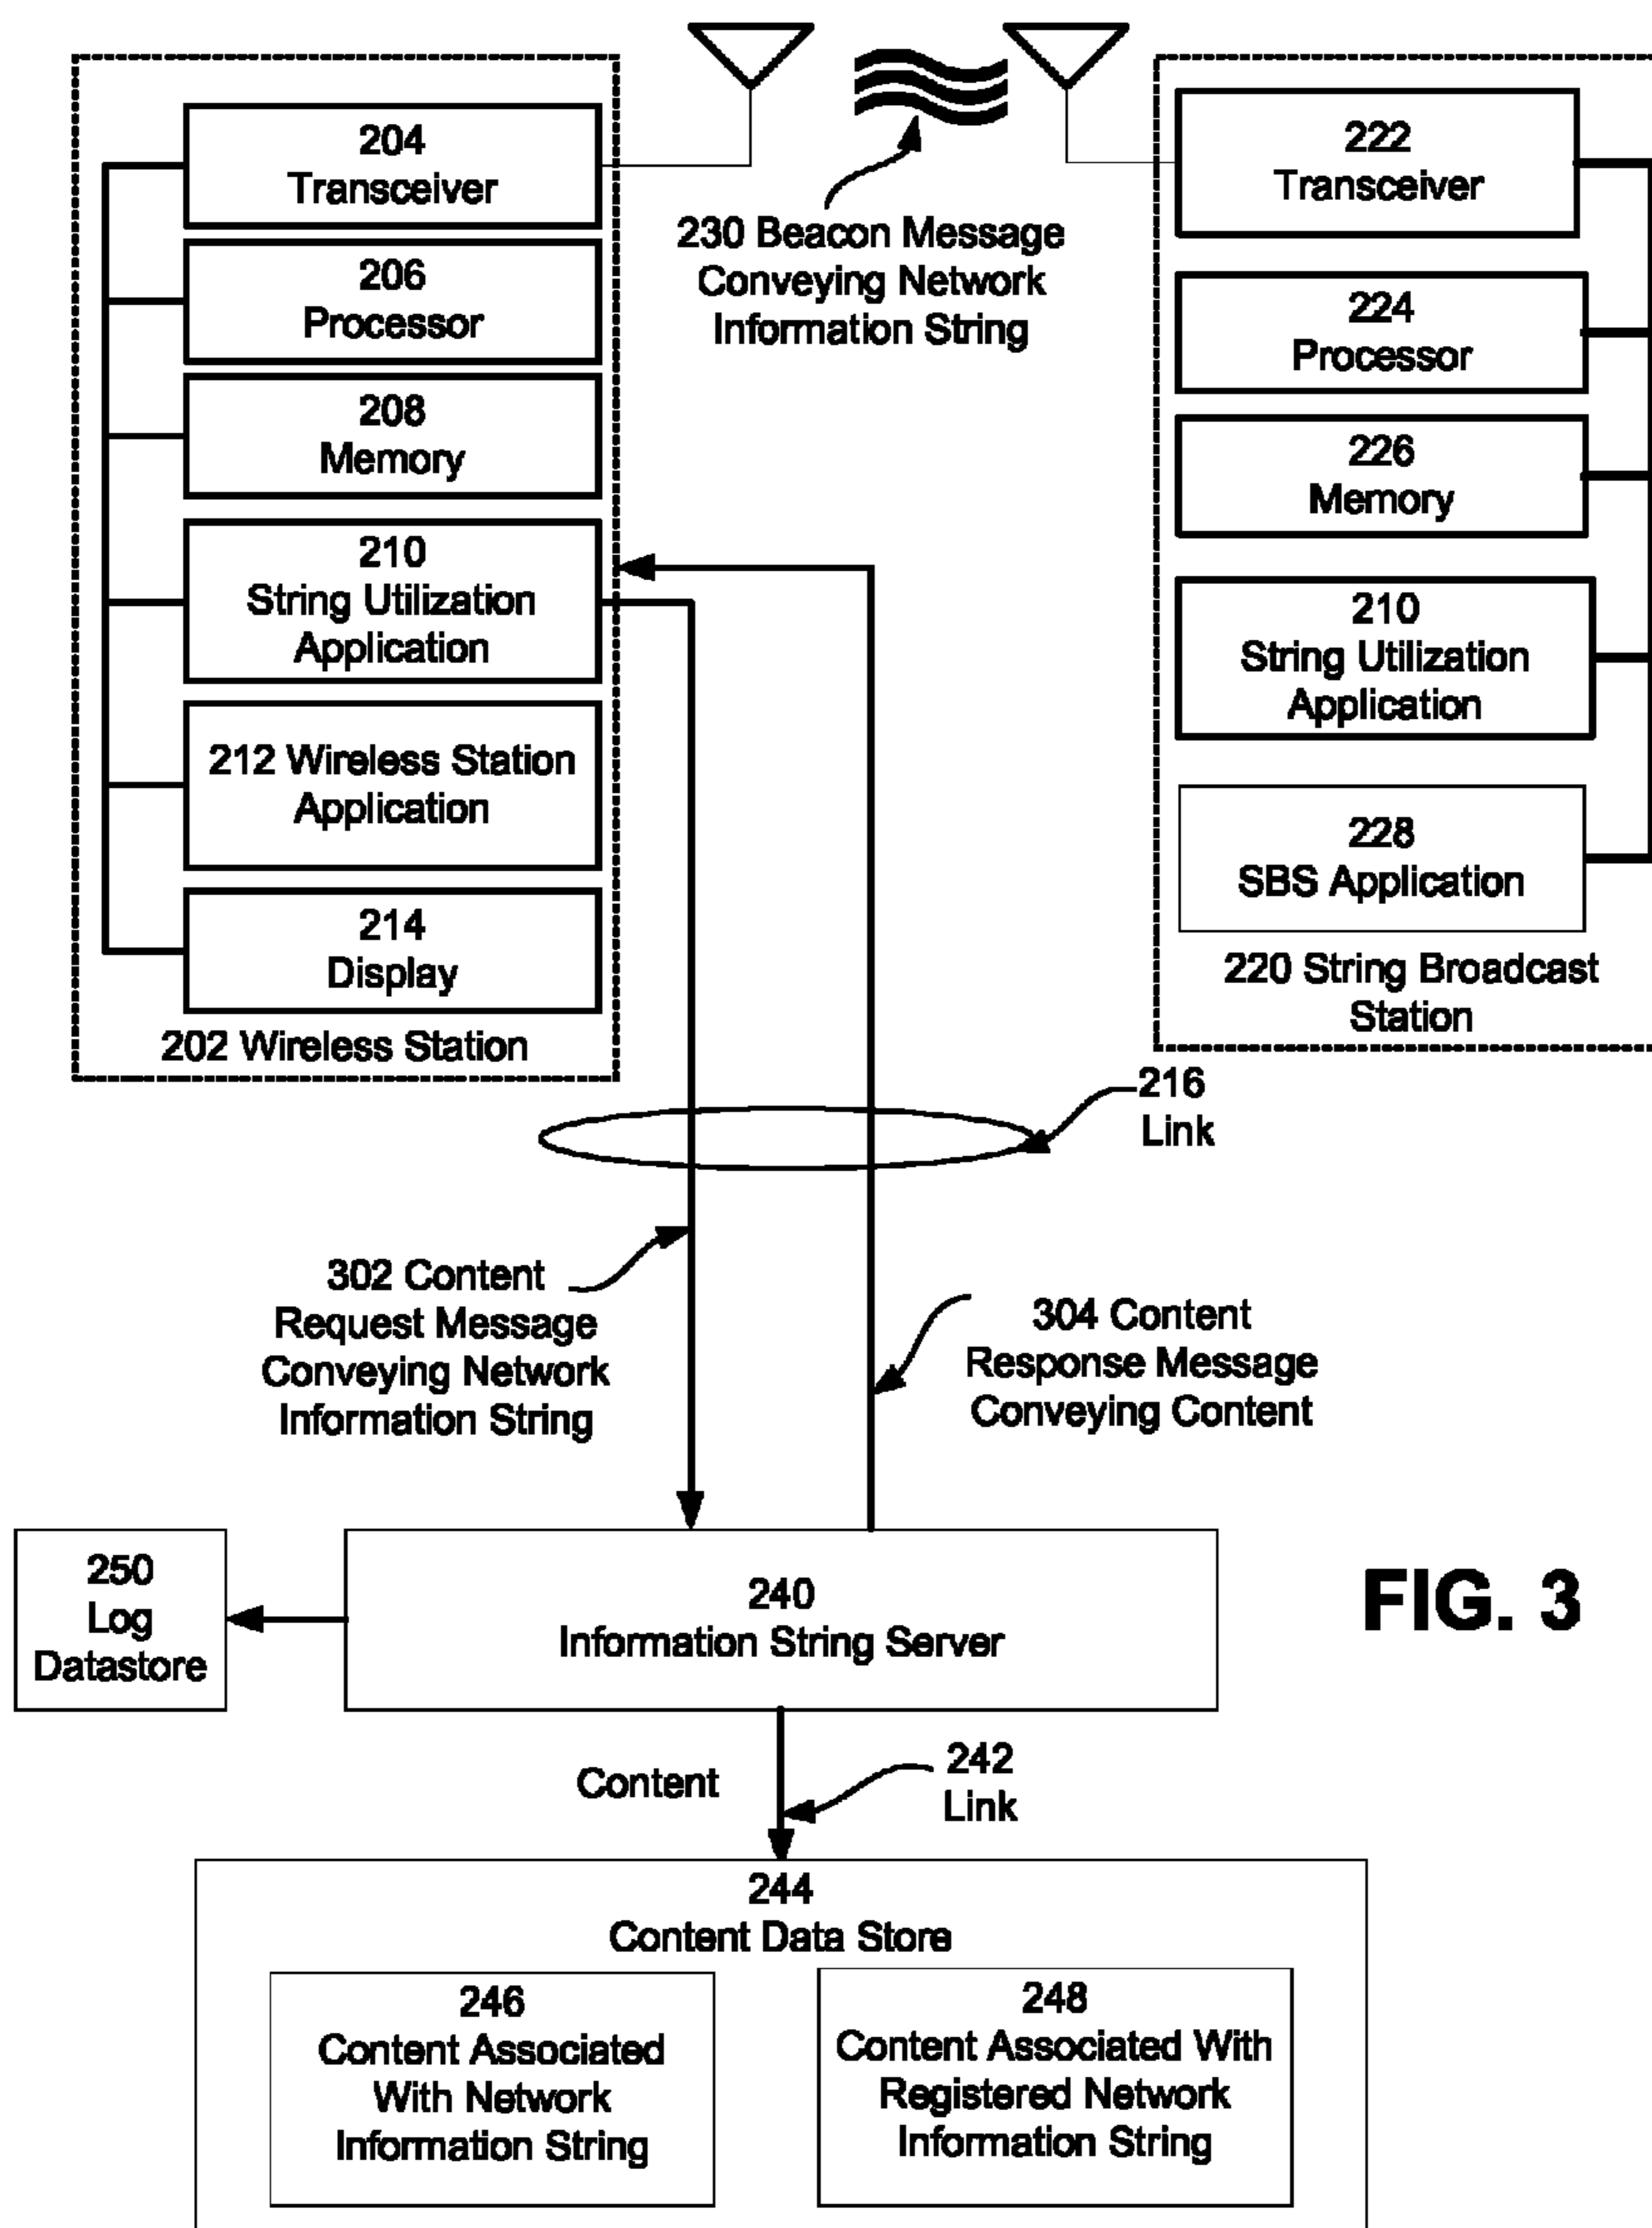 204
Transceiver
206
Processor
208
Memory
210
String Utilization
Application
212 Wireless Station
Application
214
Display
202 Wireless Station
230 Beacon Message
Conveying Network
Information String
222
Transceiver
224
Processor
226
Memory
210
String Utilization
Application
228
SBS Application
220 String Broadcast
Station
216
Link
302 Content
Request Message
Conveying Network
Information String
304 Content
Response Message
Conveying Content
250
Log
Datastore
240
Information String Server
FIG. 3
Content
242
Link
244
Content Data Store
246
Content Associated
With Network
Information String
248
Content Associated With
Registered Network
Information String